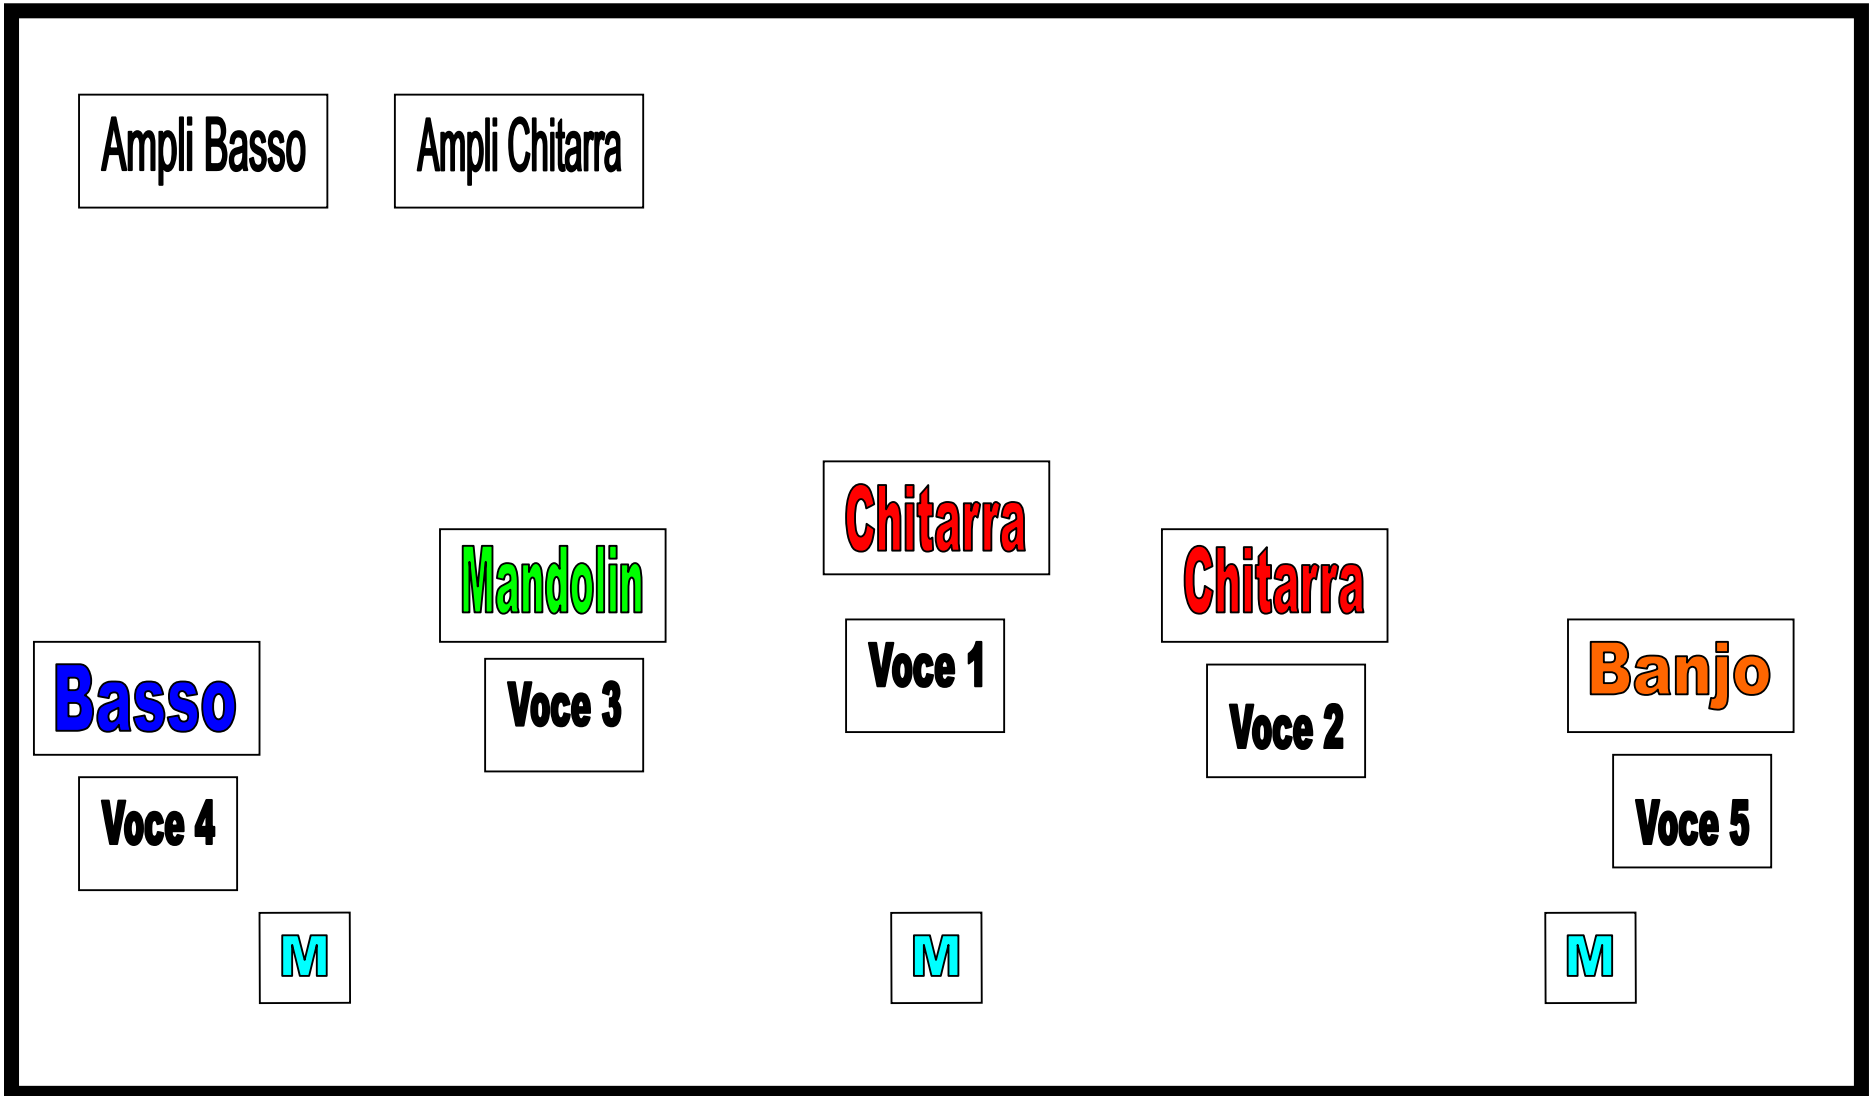 Ampli Basso
Ampli Chitarra
Chitarra
Mandolin
Chitarra
Basso
Voce 3
Voce 1
Voce 2
Banjo
Voce 4
Voce 5
M
M
M